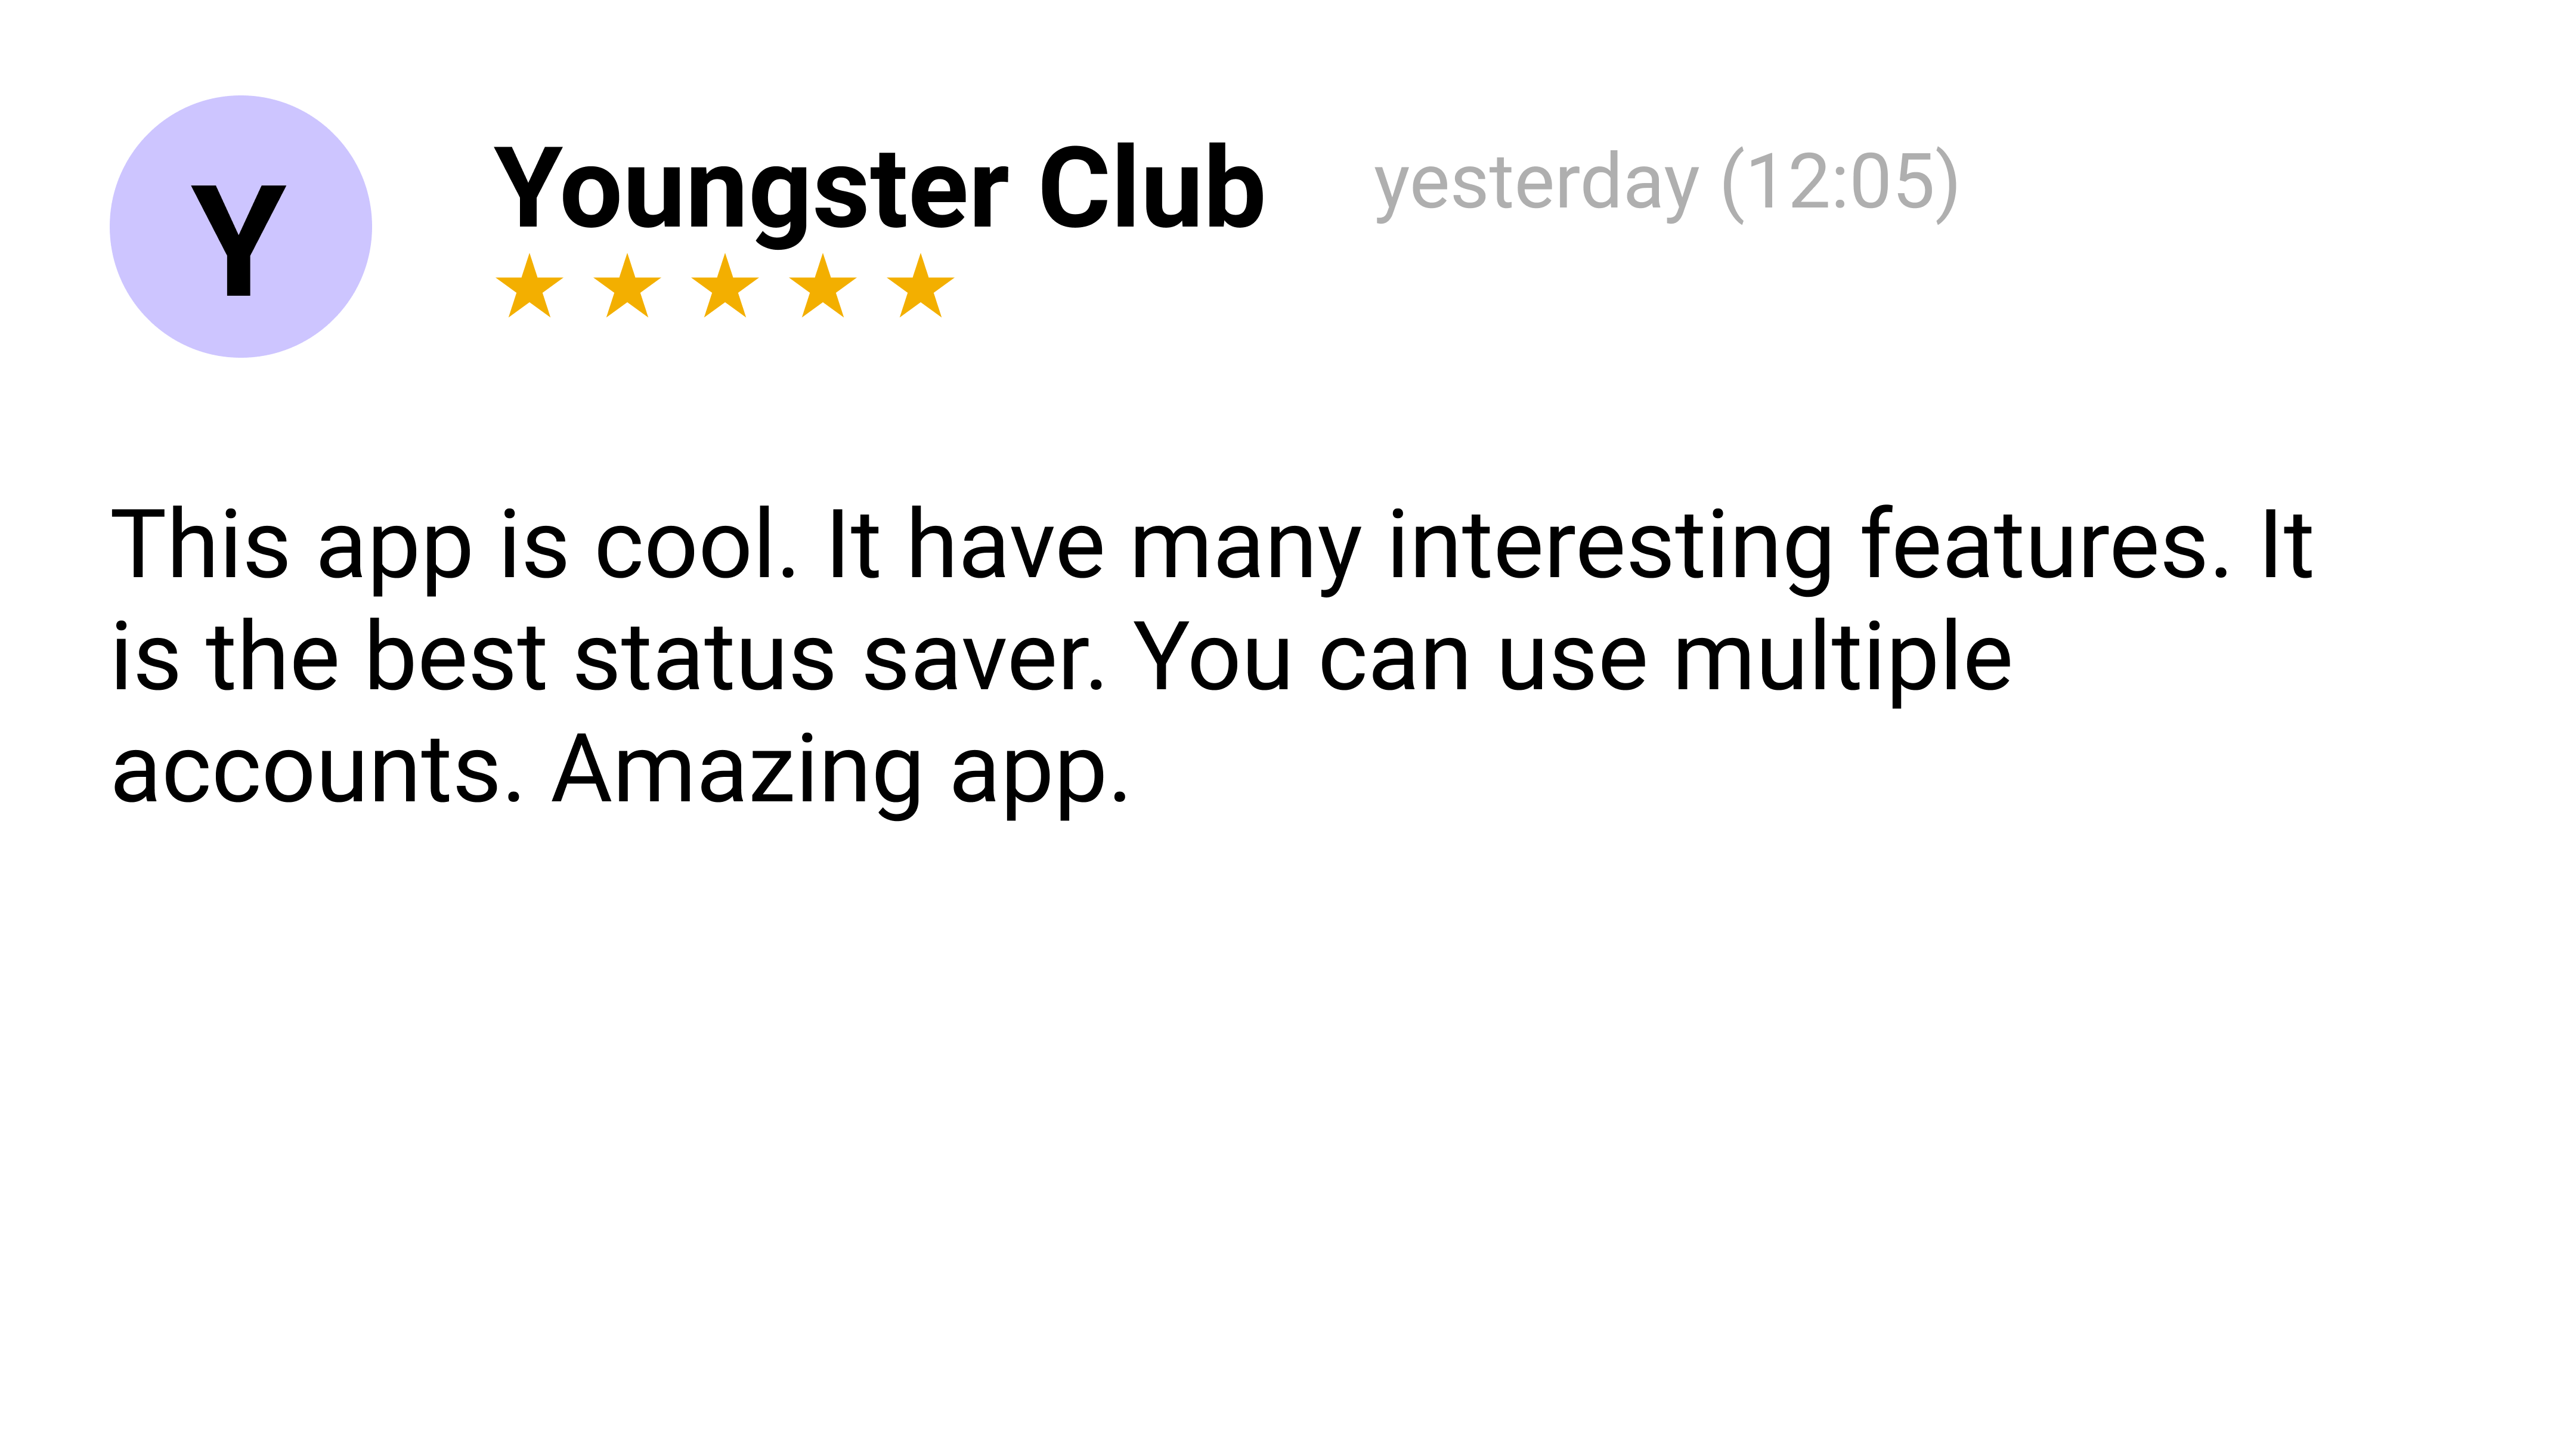 Y
Youngster Club yesterday (12:05)
★★★★★
This app is cool. It have many interesting features. It
is the best status saver. You can use multiple
accounts. Amazing app.